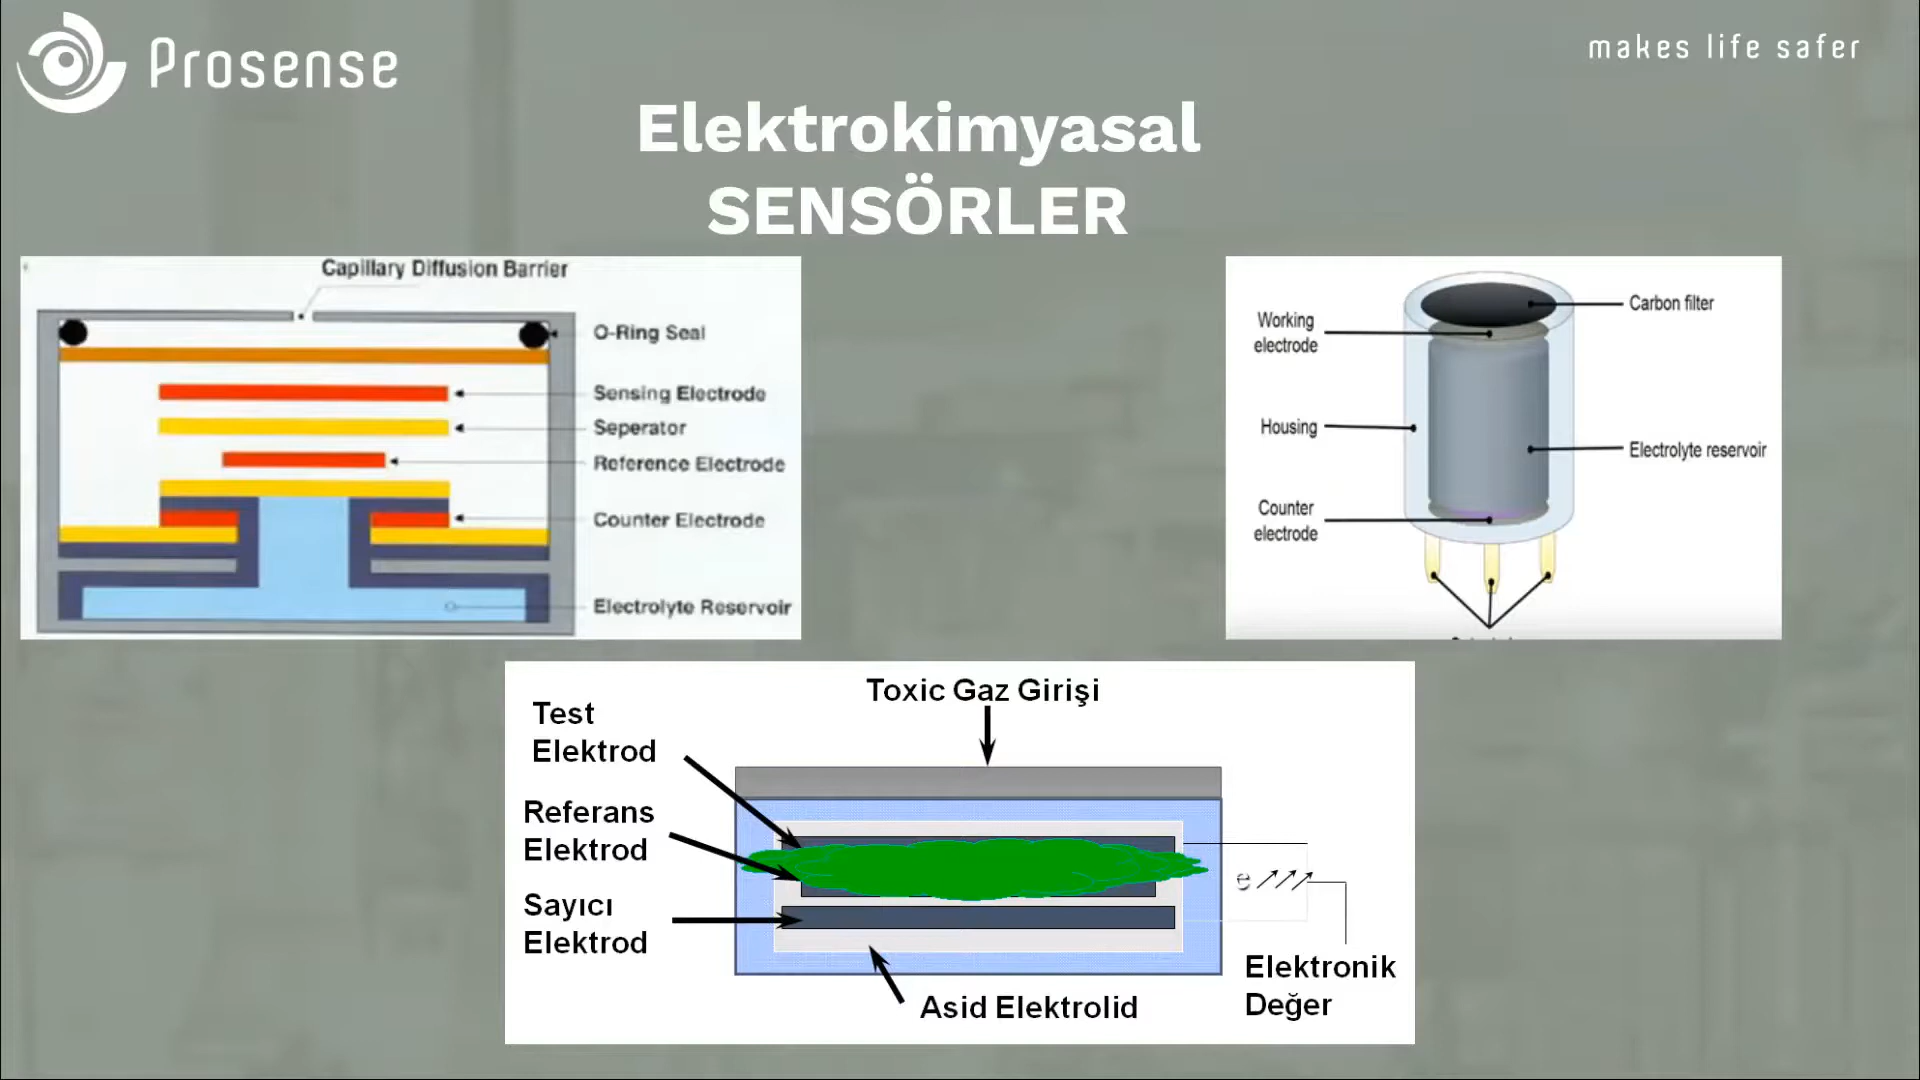 Prosense
makes life safer
Elektrokimyasal
SENSÖRLER
Capillary Diffusion Barrier
O-Ring Seal
Sensing Electrode
Seperator
Reference Electrode
Counter Electrode
Electrolyte Reservoir
Carbon filter
Working
electrode
Housing
Electrolyte reservoir
Counter
electrode
Toxic Gaz Girişi
Test
Elektrod
Referans
Elektrod
Sayıcı
Elektrod
e
Elektronik
Değer
Asid Elektrolid